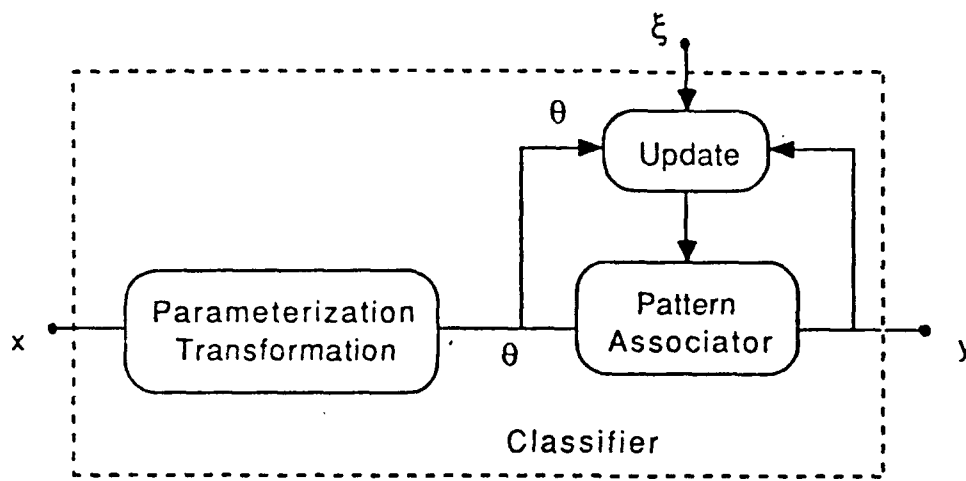 ξ
θ
Update
Parameterization
Transformation
Pattern
Associator
x
θ
y
Classifier